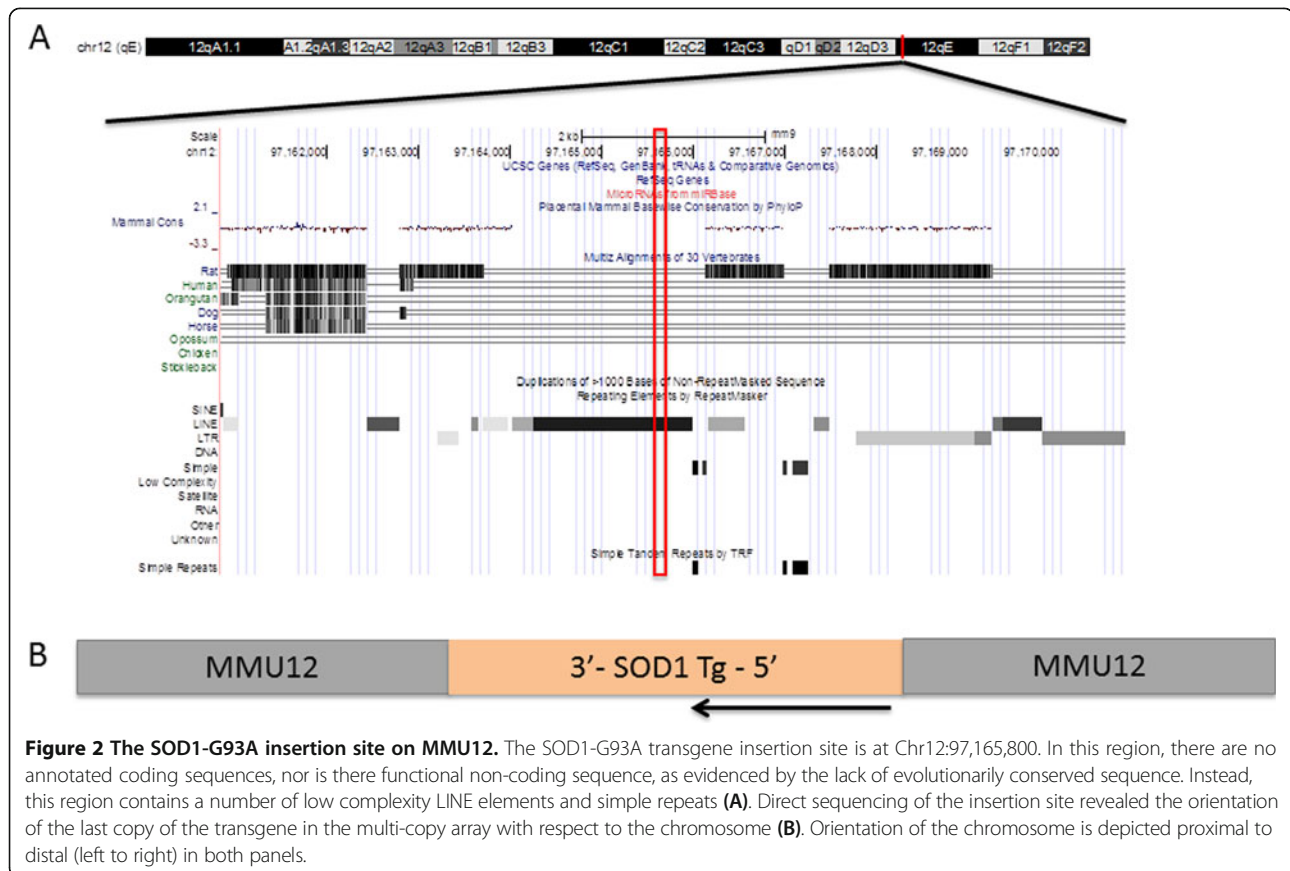 A
chr12 (qE) 12qA1.1 A1.2 qA1.3 12qA2 12qA3 12qB1 12qB3 12qC1 12qC2 12qC3 qD1 qD2 12qD3 12qE 12qF1 12qF2
Scale 2 kb mm9
chr12: 97,162,000 97,163,000 97,164,000 97,165,000 97,167,000 97,168,000 97,169,000 97,170,000
UCSC Genes (RefSeq, GenBank, tRNAs & Comparative Genomics)
RefSeq Genes
MicroRNAs from miRBase
Placental Mammal Basewise Conservation by PhyloP
2.1
Mammal Cons
-3.3
Multiz Alignments of 30 Vertebrates
Rat
Human
Orangutan
Dog
Horse
Opossum
Chicken
Stickleback
Duplications of >1000 Bases of Non-RepeatMasked Sequence
Repeating Elements by RepeatMasker
SINE
LINE
LTR
DNA
Simple
Low Complexity
Satellite
RNA
Other
Unknown
Simple Tandem Repeats by TRF
Simple Repeats
B
MMU12 3’- SOD1 Tg - 5’ MMU12
Figure 2 The SOD1-G93A insertion site on MMU12. The SOD1-G93A transgene insertion site is at Chr12:97,165,800. In this region, there are no
annotated coding sequences, nor is there functional non-coding sequence, as evidenced by the lack of evolutionarily conserved sequence. Instead,
this region contains a number of low complexity LINE elements and simple repeats (A). Direct sequencing of the insertion site revealed the orientation
of the last copy of the transgene in the multi-copy array with respect to the chromosome (B). Orientation of the chromosome is depicted proximal to
distal (left to right) in both panels.